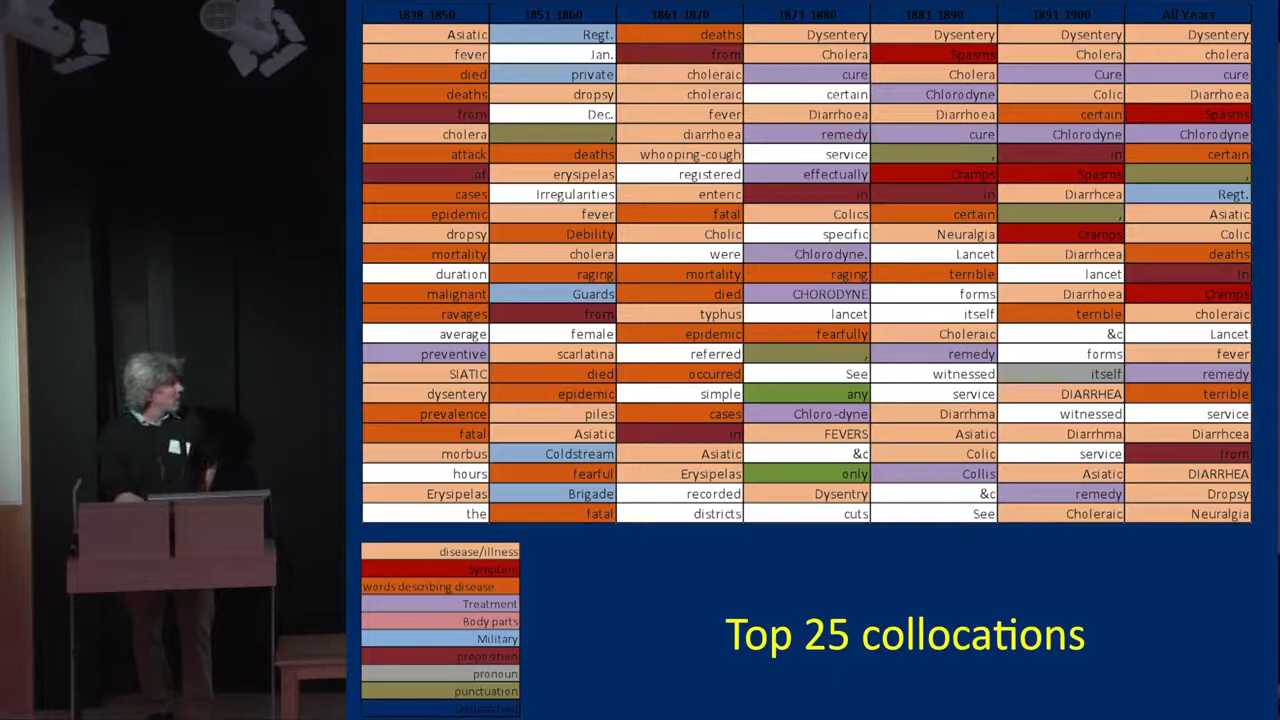 1838-1850 1851-1860 1861-1870 1871-1880 1881-1890 1891-1900 All Years
Asiatic Regt. deaths Dysentery Dysentery Dysentery Dysentery
fever Jan. from Cholera Spasms Cholera cholera
died private choleraic cure Cholera Cure cure
deaths dropsy choleraic certain Chlorodyne Colic Diarrhoea
from Dec. fever Diarrhoea Diarrhoea certain Spasms
cholera , diarrhoea remedy cure Chlorodyne Chlorodyne
attack deaths whooping-cough service , in certain
of erysipelas registered effectually Cramps Spasms ,
cases Irregularities enteric in in Diarrhcea Regt.
epidemic fever fatal Colics certain , Asiatic
dropsy Debility Cholic specific Neuralgia Cramps Colic
mortality cholera were Chlorodyne. Lancet Diarrhcea deaths
duration raging mortality raging terrible lancet in
malignant Guards died CHORODYNE forms Diarrhoea Cramps
ravages from typhus lancet itself terrible choleraic
average female epidemic fearfully Choleraic &c Lancet
preventive scarlatina referred , remedy forms fever
SIATIC died occurred See witnessed itself remedy
dysentery epidemic simple any service DIARRHEA terrible
prevalence piles cases Chloro-dyne Diarrhma witnessed service
fatal Asiatic in FEVERS Asiatic Diarrhma Diarrhcea
morbus Coldstream Asiatic &c Colic service from
hours fearful Erysipelas only Collis Asiatic DIARRHEA
Erysipelas Brigade recorded Dysentry &c remedy Dropsy
the fatal districts cuts See Choleraic Neuralgia
disease/illness
Symptum
words describing disease
Treatment
Body parts
Military
preposition
pronoun
punctuation
unclassified
Top 25 collocations